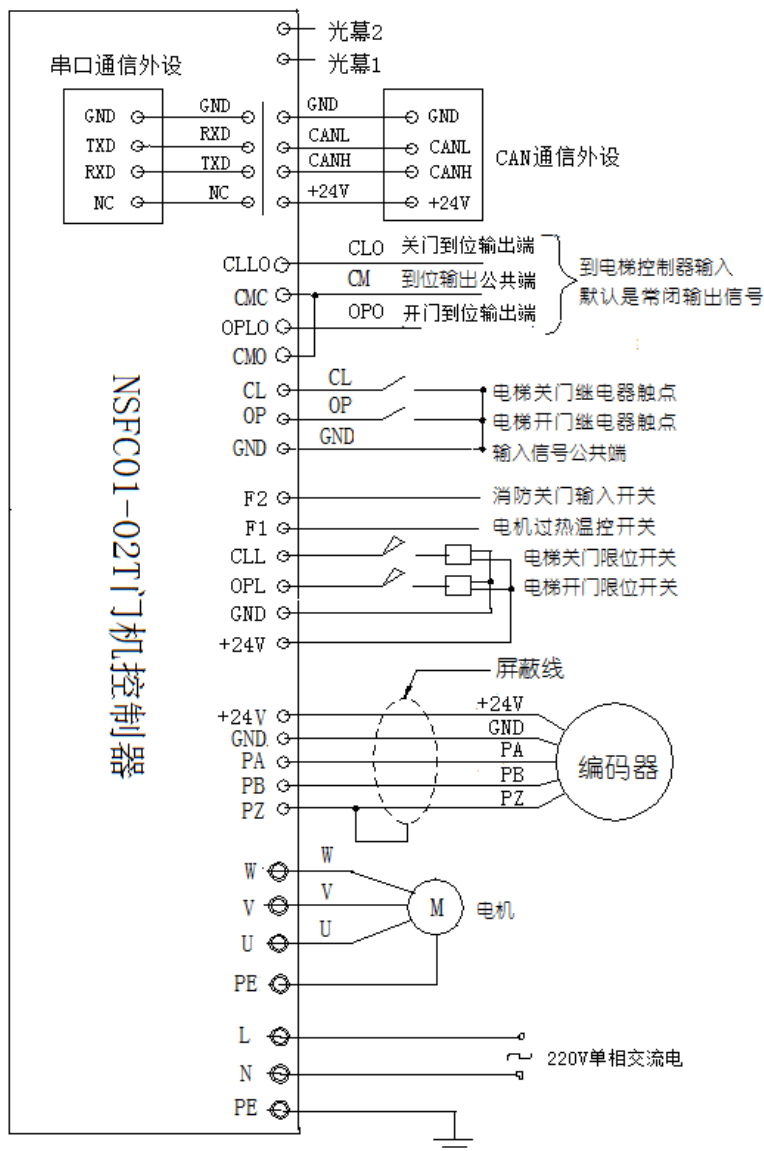 光幕2
光幕1
串口通信外设
GND GND GND GND
TXD RXD CANL CANL
RXD TXD CANH CANH
NC NC +24V +24V
CAN通信外设
CLLO CLO 关门到位输出端
CMC CM 到位输出公共端
OPLO OPO 开门到位输出端
CMO
到电梯控制器输入
默认是常闭输出信号
CL CL 电梯关门继电器触点
OP OP 电梯开门继电器触点
GND GND 输入信号公共端
F2 消防关门输入开关
F1 电机过热温控开关
CLL 电梯关门限位开关
OPL 电梯开门限位开关
GND
+24V
NSFC01-02T门机控制器
屏蔽线
+24V +24V
GND GND
PA PA
PB PB
PZ PZ
编码器
W W
V V
U U
M 电机
PE
L
N
220V单相交流电
PE